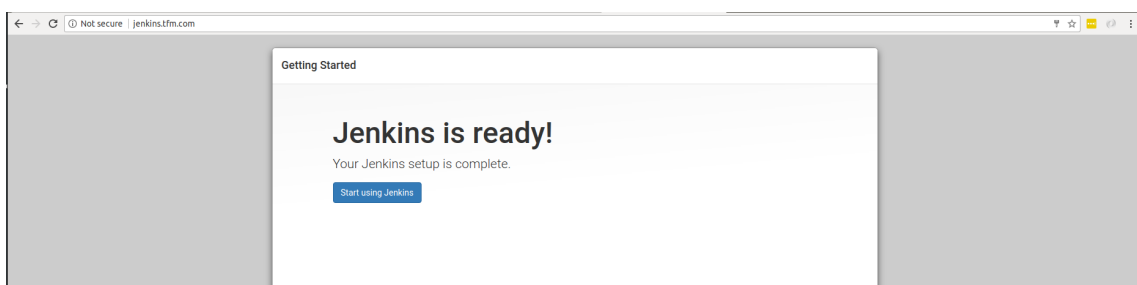 Not secure | jenkins.tfm.com
Getting Started
Jenkins is ready!
Your Jenkins setup is complete.
Start using Jenkins